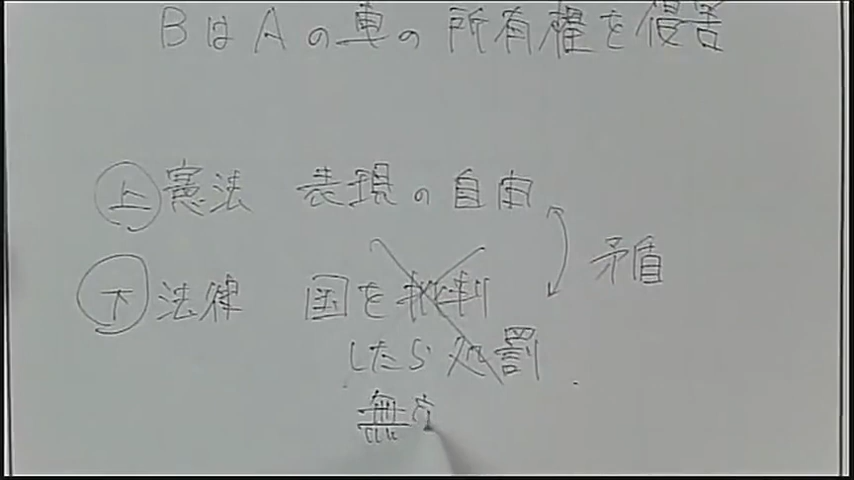 BはAの車の所有権を侵害
上 憲法 表現の自由
下 法律 国を批判
したら処罰
矛盾
無